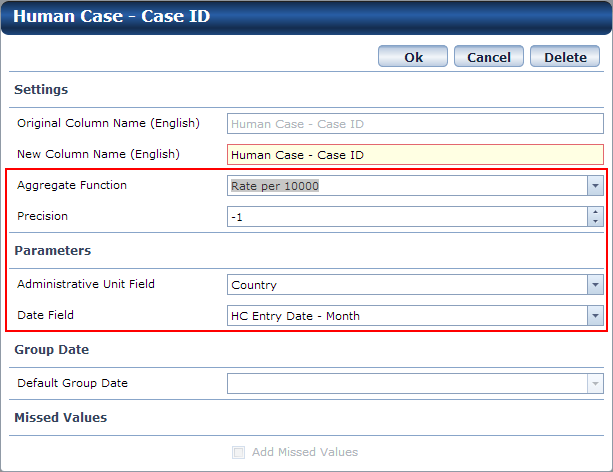 Human Case - Case ID
Ok Cancel Delete
Settings
Original Column Name (English) Human Case - Case ID
New Column Name (English) Human Case - Case ID
Aggregate Function Rate per 10000
Precision -1
Parameters
Administrative Unit Field Country
Date Field HC Entry Date - Month
Group Date
Default Group Date
Missed Values
Add Missed Values